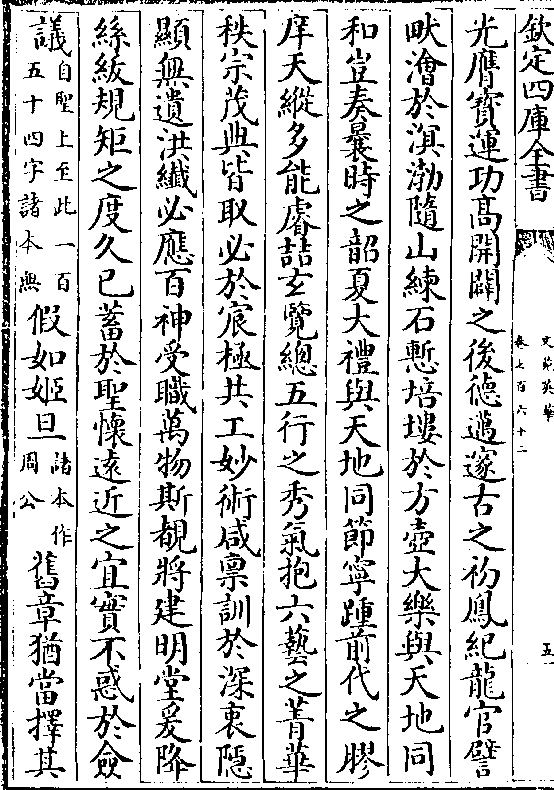 欽定四庫全書
文苑英華
卷七百六十二
五
光膺寶運功髙開闢之後徳邁邃古之初鳳紀龍官譬
畎澮於溟渤隨山練石慙培塿於方壺大樂與天地同
和豈奏曩時之韶夏大禮與天地同節寧踵前代之膠
庠天縱多能睿喆玄覽總五行之秀氣抱六藝之菁華
秩宗茂典皆取必於宸極共工妙術咸禀訓於深衷隠
顯無遺洪纎必應百神受職萬物斯覩將建明堂爰降
絲綍規矩之度久已蓄於聖懐遠近之宜實不惑於僉
議自聖上至此一百五十四字諸本無假如姬旦諸本作周公舊章猶當擇其